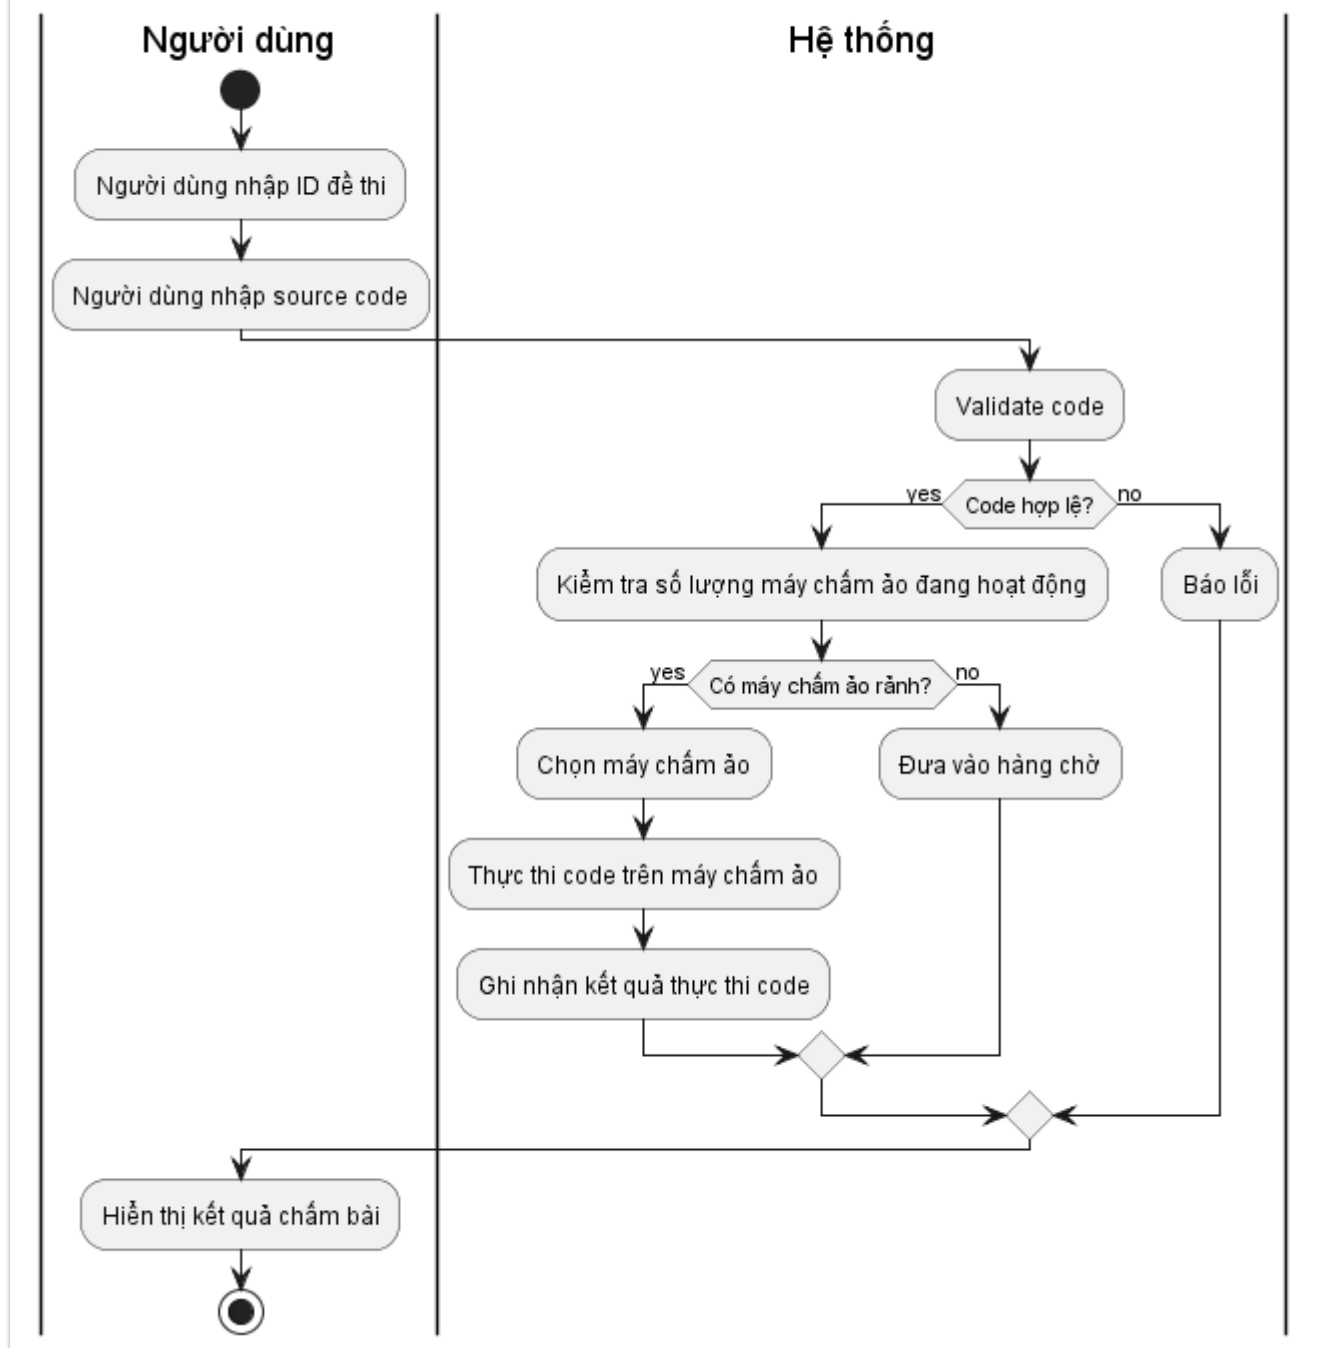 Người dùng
Hệ thống
Người dùng nhập ID đề thi
Người dùng nhập source code
Validate code
yes
Code hợp lệ?
no
Kiểm tra số lượng máy chấm ảo đang hoạt động
Báo lỗi
yes
Có máy chấm ảo rảnh?
no
Chọn máy chấm ảo
Đưa vào hàng chờ
Thực thi code trên máy chấm ảo
Ghi nhận kết quả thực thi code
Hiển thị kết quả chấm bài